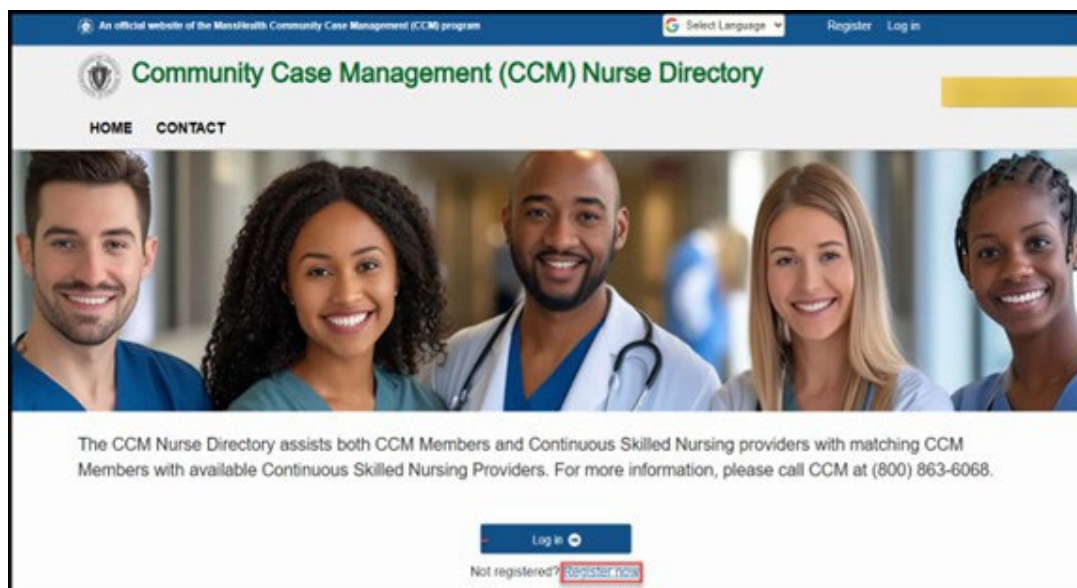 An official website of the MassHealth Community Case Management (CCM) program
Select Language
Register Log in
Community Case Management (CCM) Nurse Directory
HOME CONTACT
The CCM Nurse Directory assists both CCM Members and Continuous Skilled Nursing providers with matching CCM
Members with available Continuous Skilled Nursing Providers. For more information, please call CCM at (800) 863-6068.
Log in
Not registered? Register now